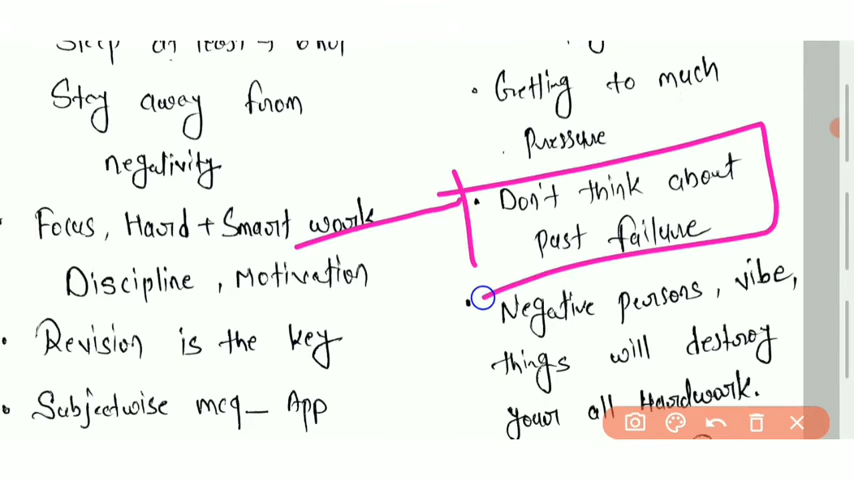 Stay away from
negativity
Focus, Hard + Smart work
Discipline, Motivation
• Revision is the key
• Subjectwise mcq - App
• Getting to much
pressure
• Don't think about
past failure
• Negative persons, vibe,
things will destroy
your all Hardwork.